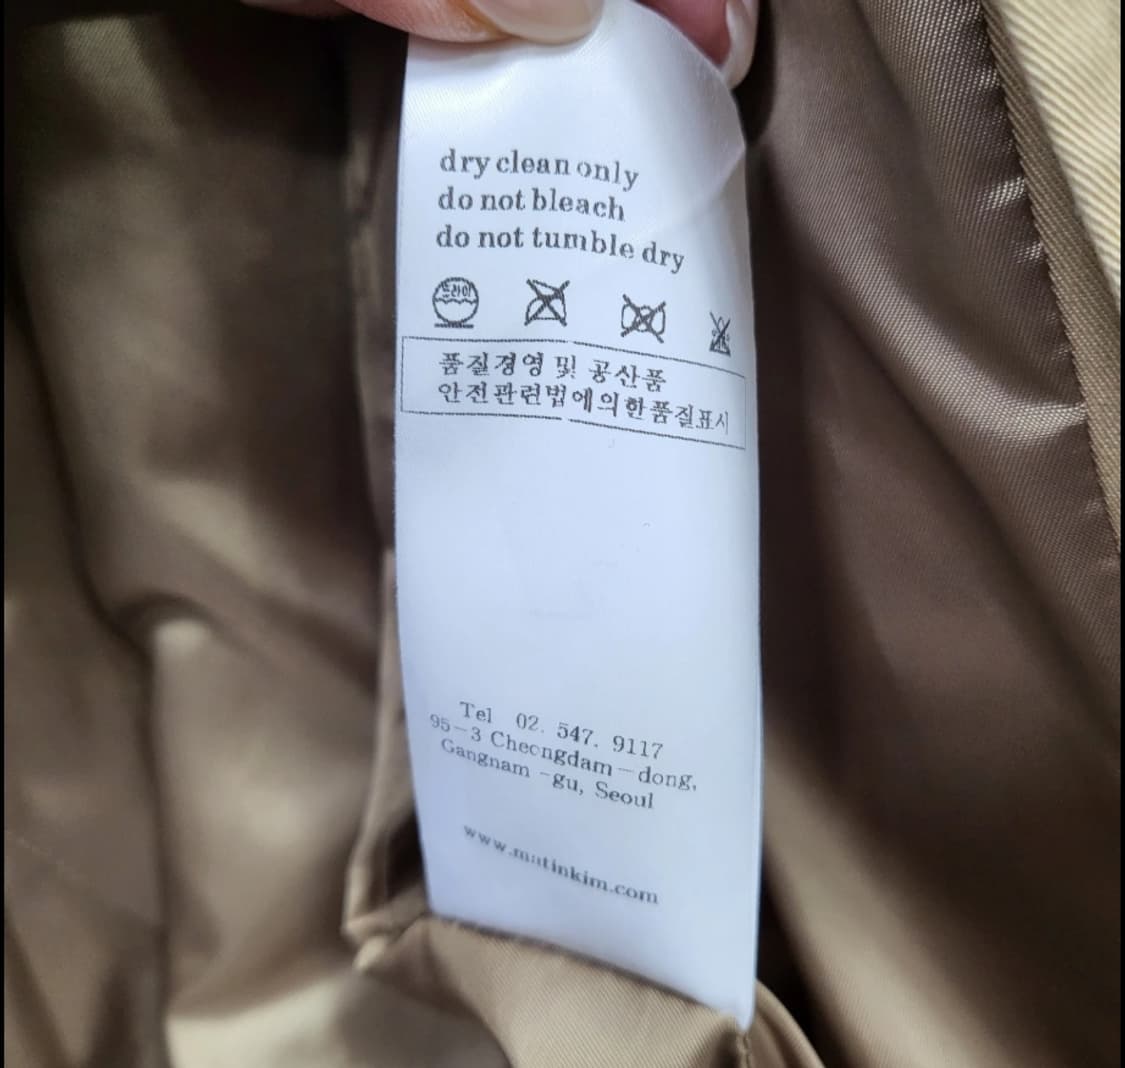 dry clean only
do not bleach
do not tumble dry
드라이
품질경영 및 공산품
안전관련법에의한품질표시
Tel 02. 547. 9117
95-3 Cheongdam-dong,
Gangnam-gu, Seoul
www.matinkim.com